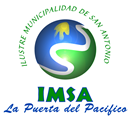 ILUSTRE MUNICIPALIDAD DE SAN ANTONIO
IMSA
La Puerta del Pacífico